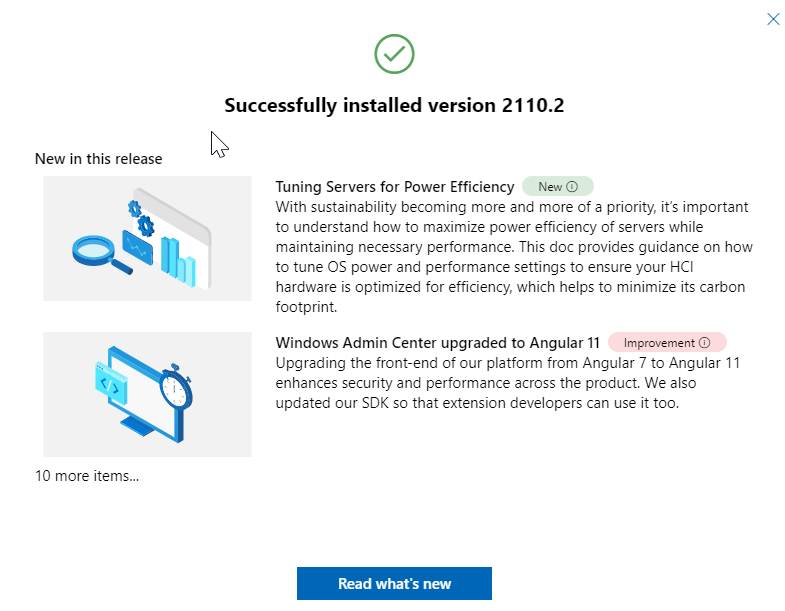 Successfully installed version 2110.2
New in this release
Tuning Servers for Power Efficiency New
With sustainability becoming more and more of a priority, it's important
to understand how to maximize power efficiency of servers while
maintaining necessary performance. This doc provides guidance on how
to tune OS power and performance settings to ensure your HCI
hardware is optimized for efficiency, which helps to minimize its carbon
footprint.
Windows Admin Center upgraded to Angular 11 Improvement
Upgrading the front-end of our platform from Angular 7 to Angular 11
enhances security and performance across the product. We also
updated our SDK so that extension developers can use it too.
10 more items...
Read what's new